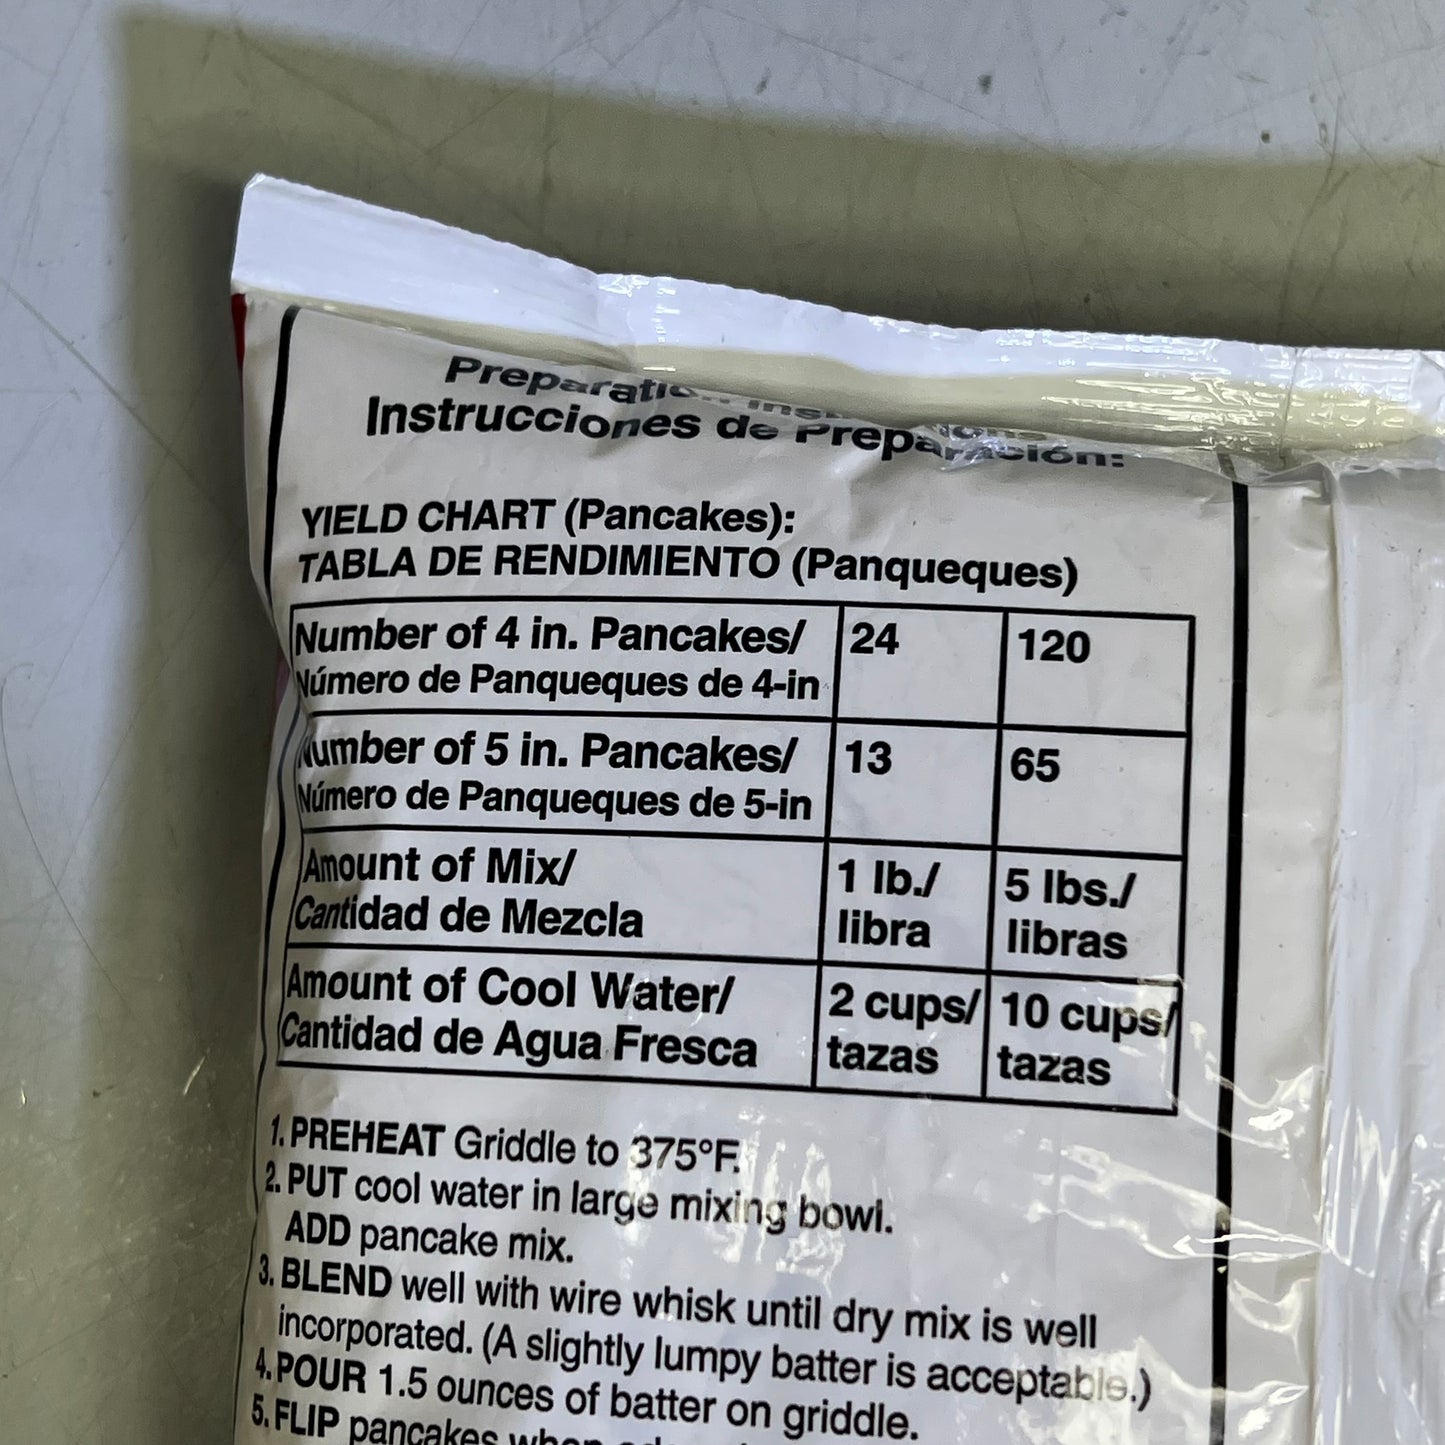 Preparation Instructions
Instrucciones de Preparación:
YIELD CHART (Pancakes):
TABLA DE RENDIMIENTO (Panqueques)
Number of 4 in. Pancakes/ 24 120
Número de Panqueques de 4-in
Number of 5 in. Pancakes/ 13 65
Número de Panqueques de 5-in
Amount of Mix/ 1 lb./ 5 lbs./
Cantidad de Mezcla libra libras
Amount of Cool Water/ 2 cups/ 10 cups/
Cantidad de Agua Fresca tazas tazas
1. PREHEAT Griddle to 375°F.
2. PUT cool water in large mixing bowl.
ADD pancake mix.
3. BLEND well with wire whisk until dry mix is well
incorporated. (A slightly lumpy batter is acceptable.)
4. POUR 1.5 ounces of batter on griddle.
5. FLIP pancakes when